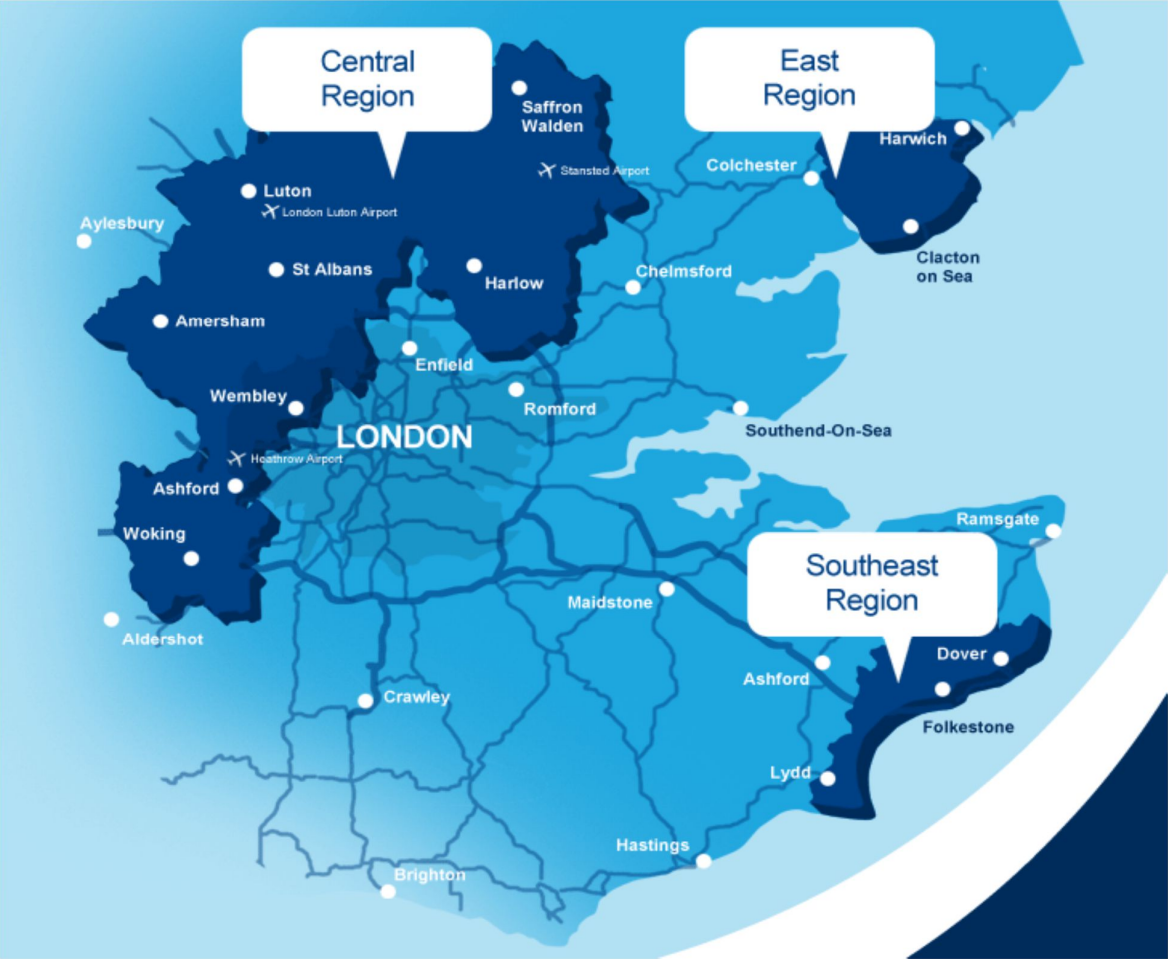 Central
Region
East
Region
Saffron
Walden
Harwich
Colchester
Stansted Airport
Luton
London Luton Airport
Aylesbury
Clacton
on Sea
St Albans
Chelmsford
Harlow
Amersham
Enfield
Wembley
Romford
Southend-On-Sea
LONDON
Heathrow Airport
Ashford
Ramsgate
Woking
Southeast
Region
Maidstone
Aldershot
Dover
Ashford
Crawley
Folkestone
Lydd
Hastings
Brighton